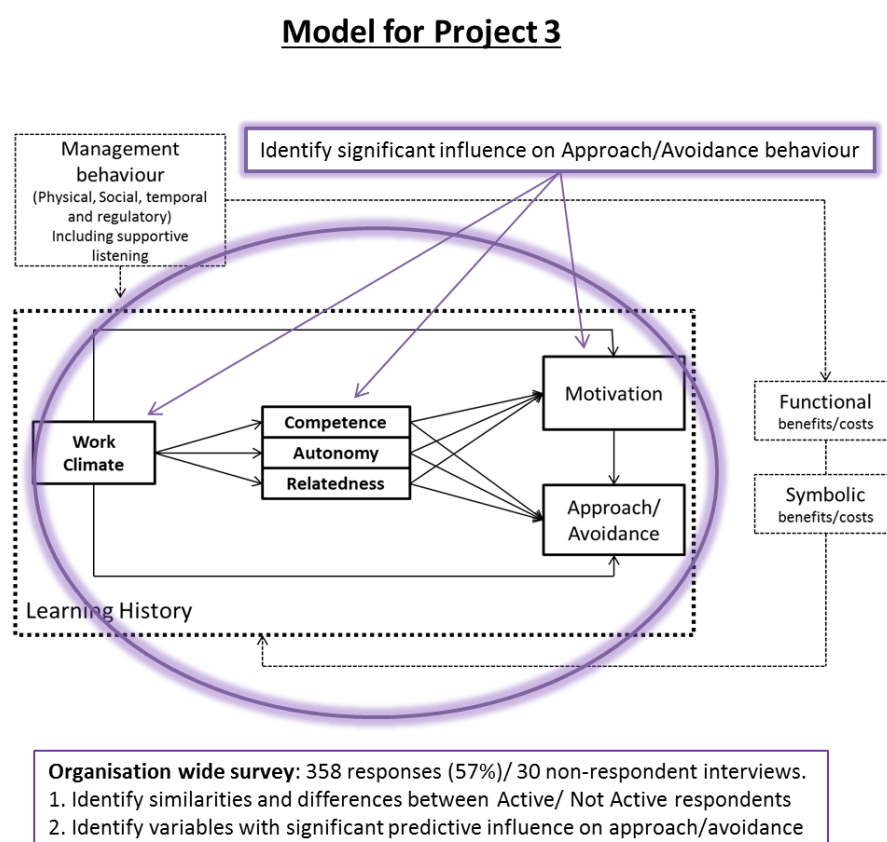 Model for Project 3
Identify significant influence on Approach/Avoidance behaviour
Management
behaviour
(Physical, Social, temporal
and regulatory)
Including supportive
listening
Work
Climate
Competence
Autonomy
Relatedness
Motivation
Approach/
Avoidance
Learning History
Functional
benefits/costs
Symbolic
benefits/costs
Organisation wide survey: 358 responses (57%)/ 30 non-respondent interviews.
1. Identify similarities and differences between Active/ Not Active respondents
2. Identify variables with significant predictive influence on approach/avoidance